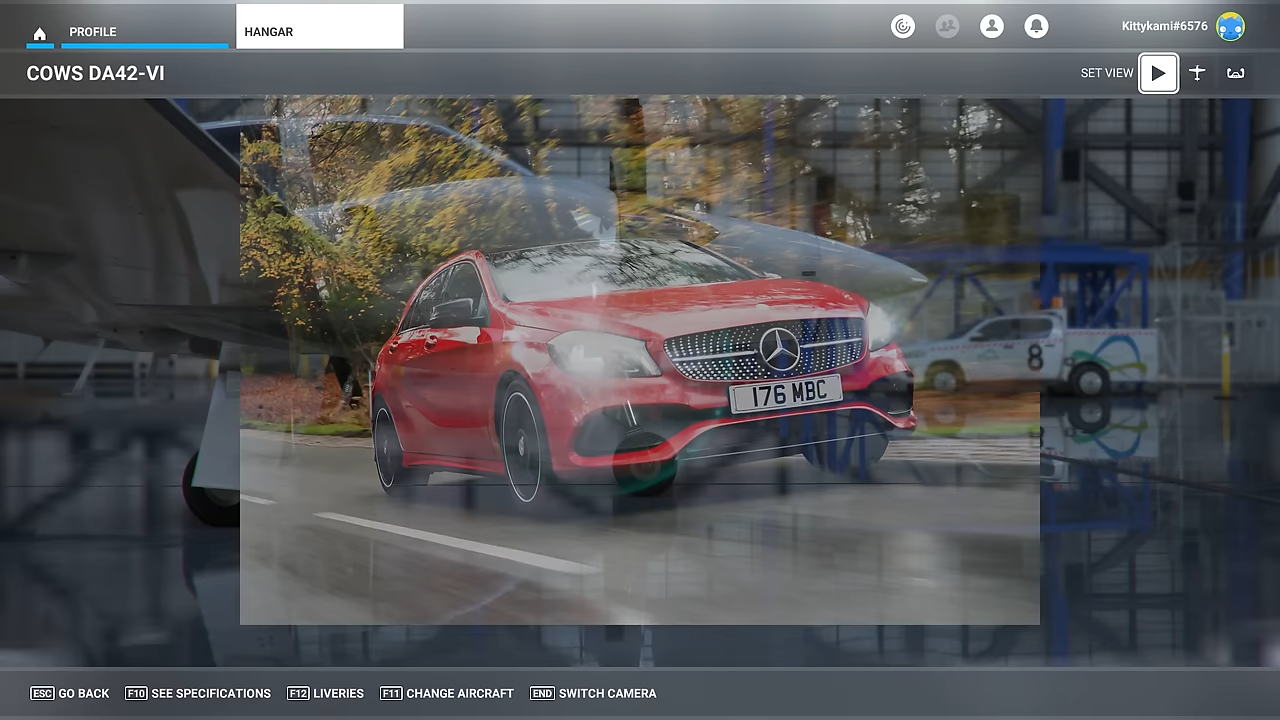 PROFILE
HANGAR
Kittykami#6576
COWS DA42-VI
SET VIEW
8
176 MBC
ESC GO BACK F10 SEE SPECIFICATIONS F12 LIVERIES F11 CHANGE AIRCRAFT END SWITCH CAMERA